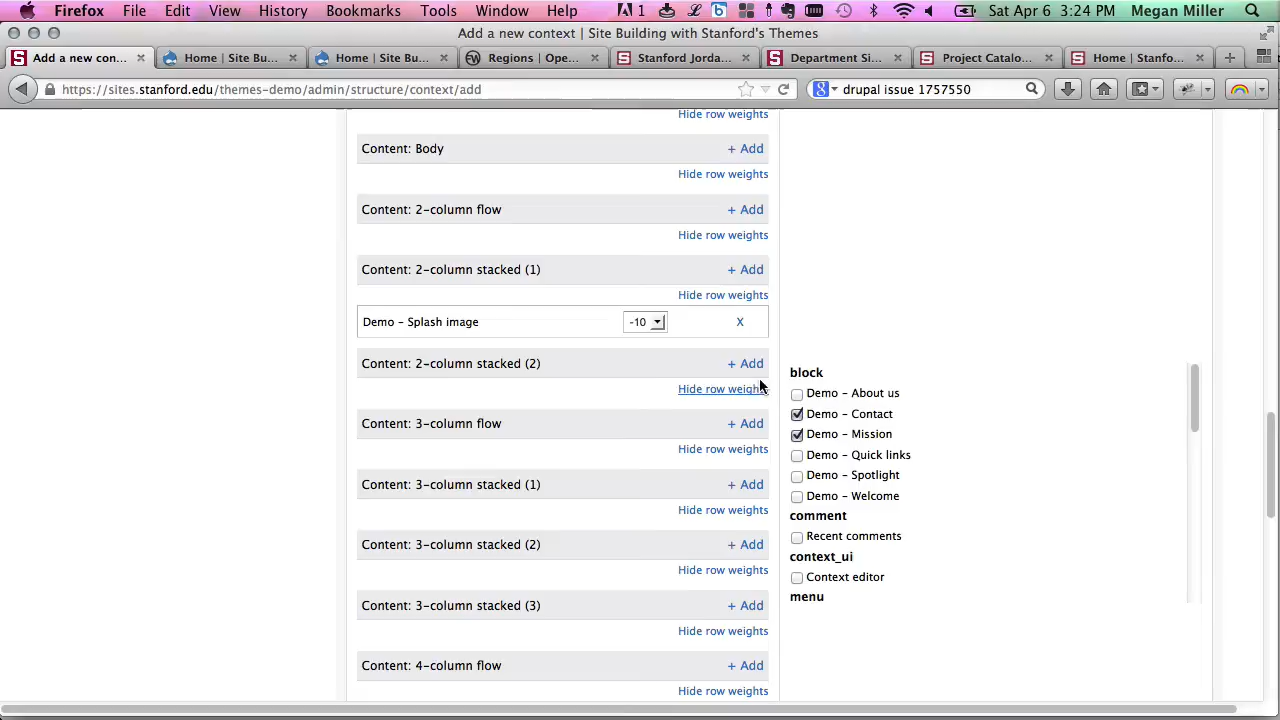 Firefox File Edit View History Bookmarks Tools Window Help 1 Sat Apr 6 3:24 PM Megan Miller
Add a new context | Site Building with Stanford's Themes
Add a new con... Home | Site Bu... Home | Site Bu... Regions | Ope... Stanford Jorda... Department Si... Project Catalo... Home | Stanfo...
https://sites.stanford.edu/themes-demo/admin/structure/context/add drupal issue 1757550
Hide row weights
Content: Body + Add
Hide row weights
Content: 2-column flow + Add
Hide row weights
Content: 2-column stacked (1) + Add
Hide row weights
Demo - Splash image -10 X
Content: 2-column stacked (2) + Add
Hide row weights
Content: 3-column flow + Add
Hide row weights
Content: 3-column stacked (1) + Add
Hide row weights
Content: 3-column stacked (2) + Add
Hide row weights
Content: 3-column stacked (3) + Add
Hide row weights
Content: 4-column flow + Add
Hide row weights
block
Demo - About us
Demo - Contact
Demo - Mission
Demo - Quick links
Demo - Spotlight
Demo - Welcome
comment
Recent comments
context_ui
Context editor
menu